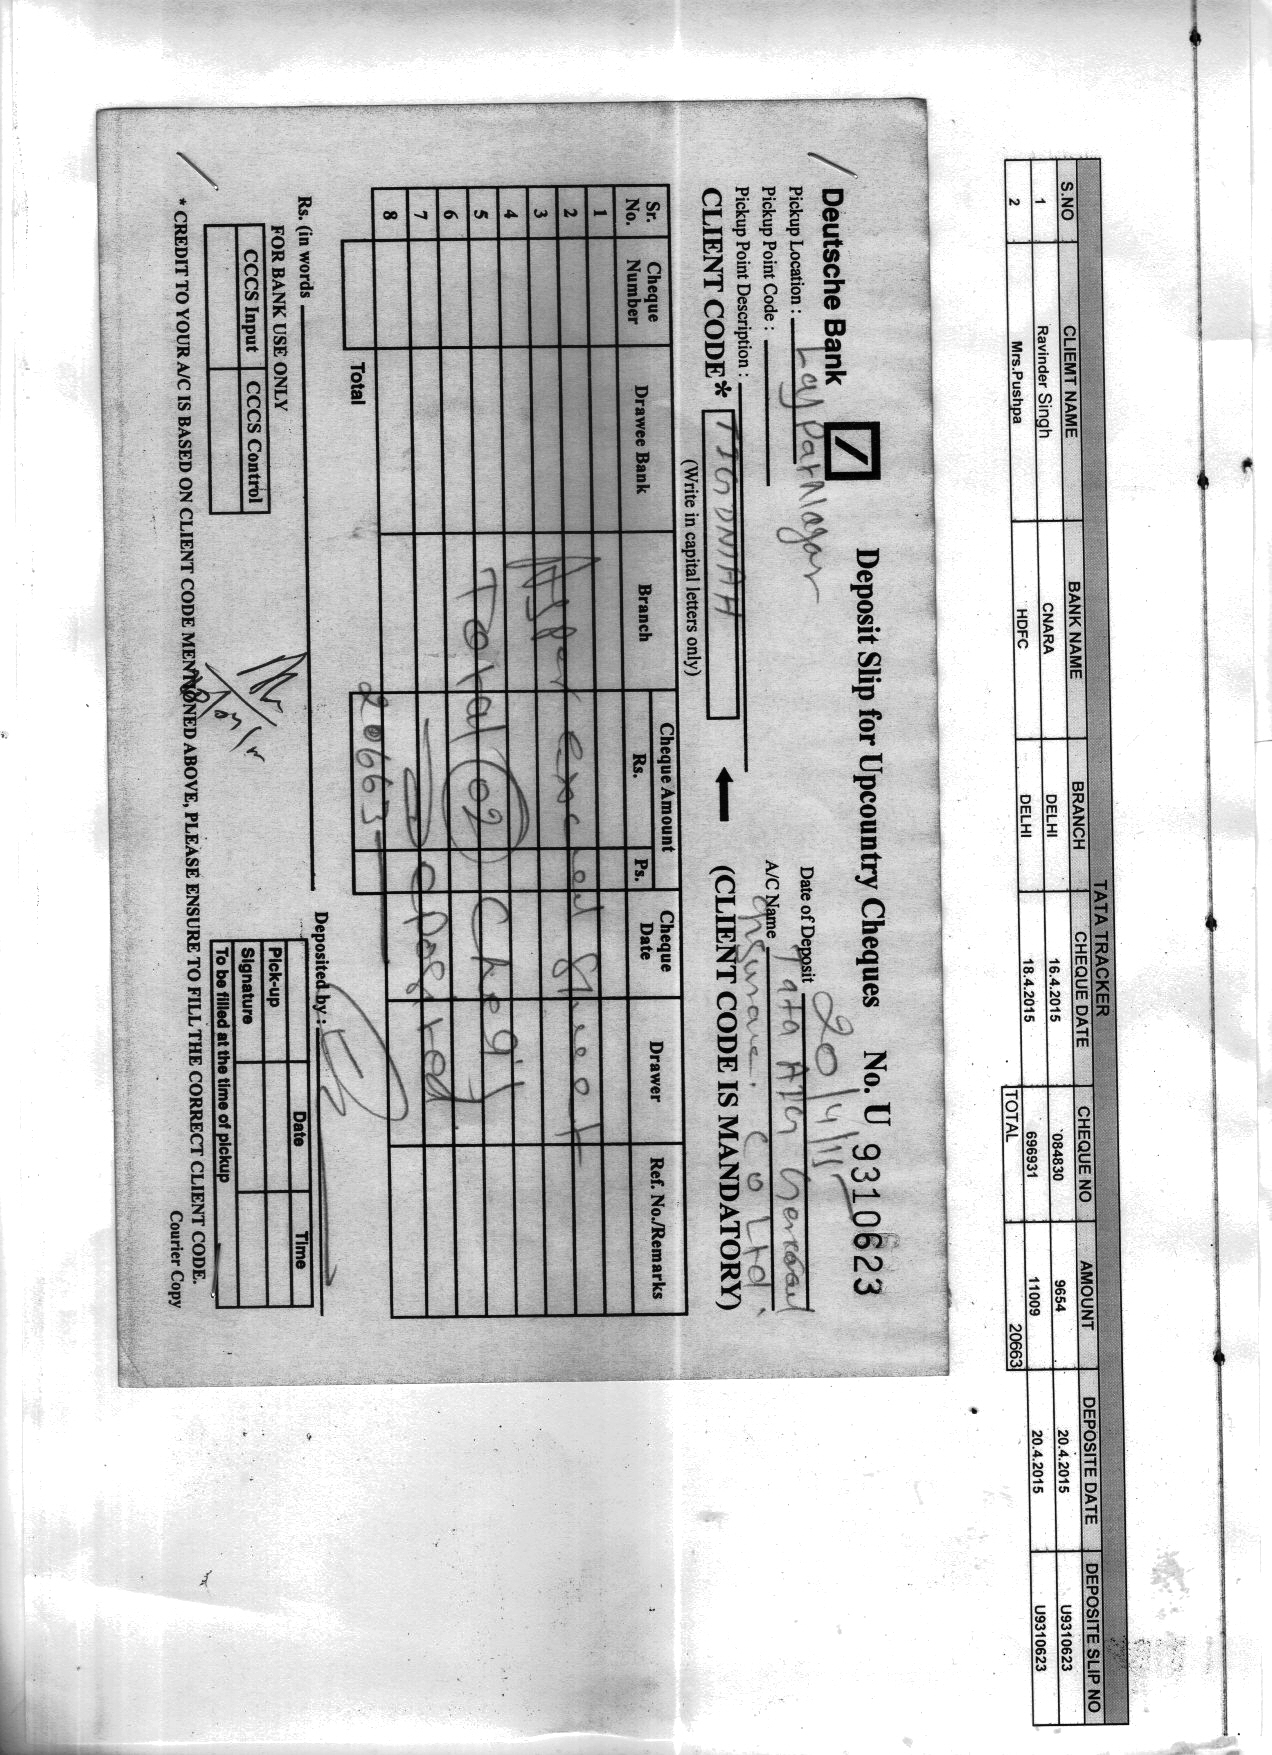 TATA TRACKER
S.NO CLIEMT NAME BANK NAME BRANCH CHEQUE DATE CHEQUE NO AMOUNT DEPOSITE DATE DEPOSITE SLIP NO
1 Ravinder Singh CNARA DELHI 16.4.2015 '084830 9654 20.4.2015 U9310623
2 Mrs.Pushpa HDFC DELHI 18.4.2015 696931 11009 20.4.2015 U9310623
TOTAL 20663
Deutsche Bank Deposit Slip for Upcountry Cheques No. U 9310623
Pickup Location : Lajpat Nagar Date of Deposit 20/4/15
Pickup Point Code : A/C Name Tata AIG General
Pickup Point Description : Insurance Co Ltd.
CLIENT CODE* (CLIENT CODE IS MANDATORY)
(Write in capital letters only)
Sr. No. Cheque Number Drawee Bank Branch Cheque Amount Rs. Ps. Cheque Date Drawer Ref. No./Remarks
1
2 As per excel sheet
3
4
5 Total 02 Che
6
7
8
Total 20663
Rs. (in words Deposited by :
FOR BANK USE ONLY
CCCS Input CCCS Control
Date Time
Pick-up
Signature
To be filled at the time of pickup
* CREDIT TO YOUR A/C IS BASED ON CLIENT CODE MENTIONED ABOVE, PLEASE ENSURE TO FILL THE CORRECT CLIENT CODE.
Courier Copy